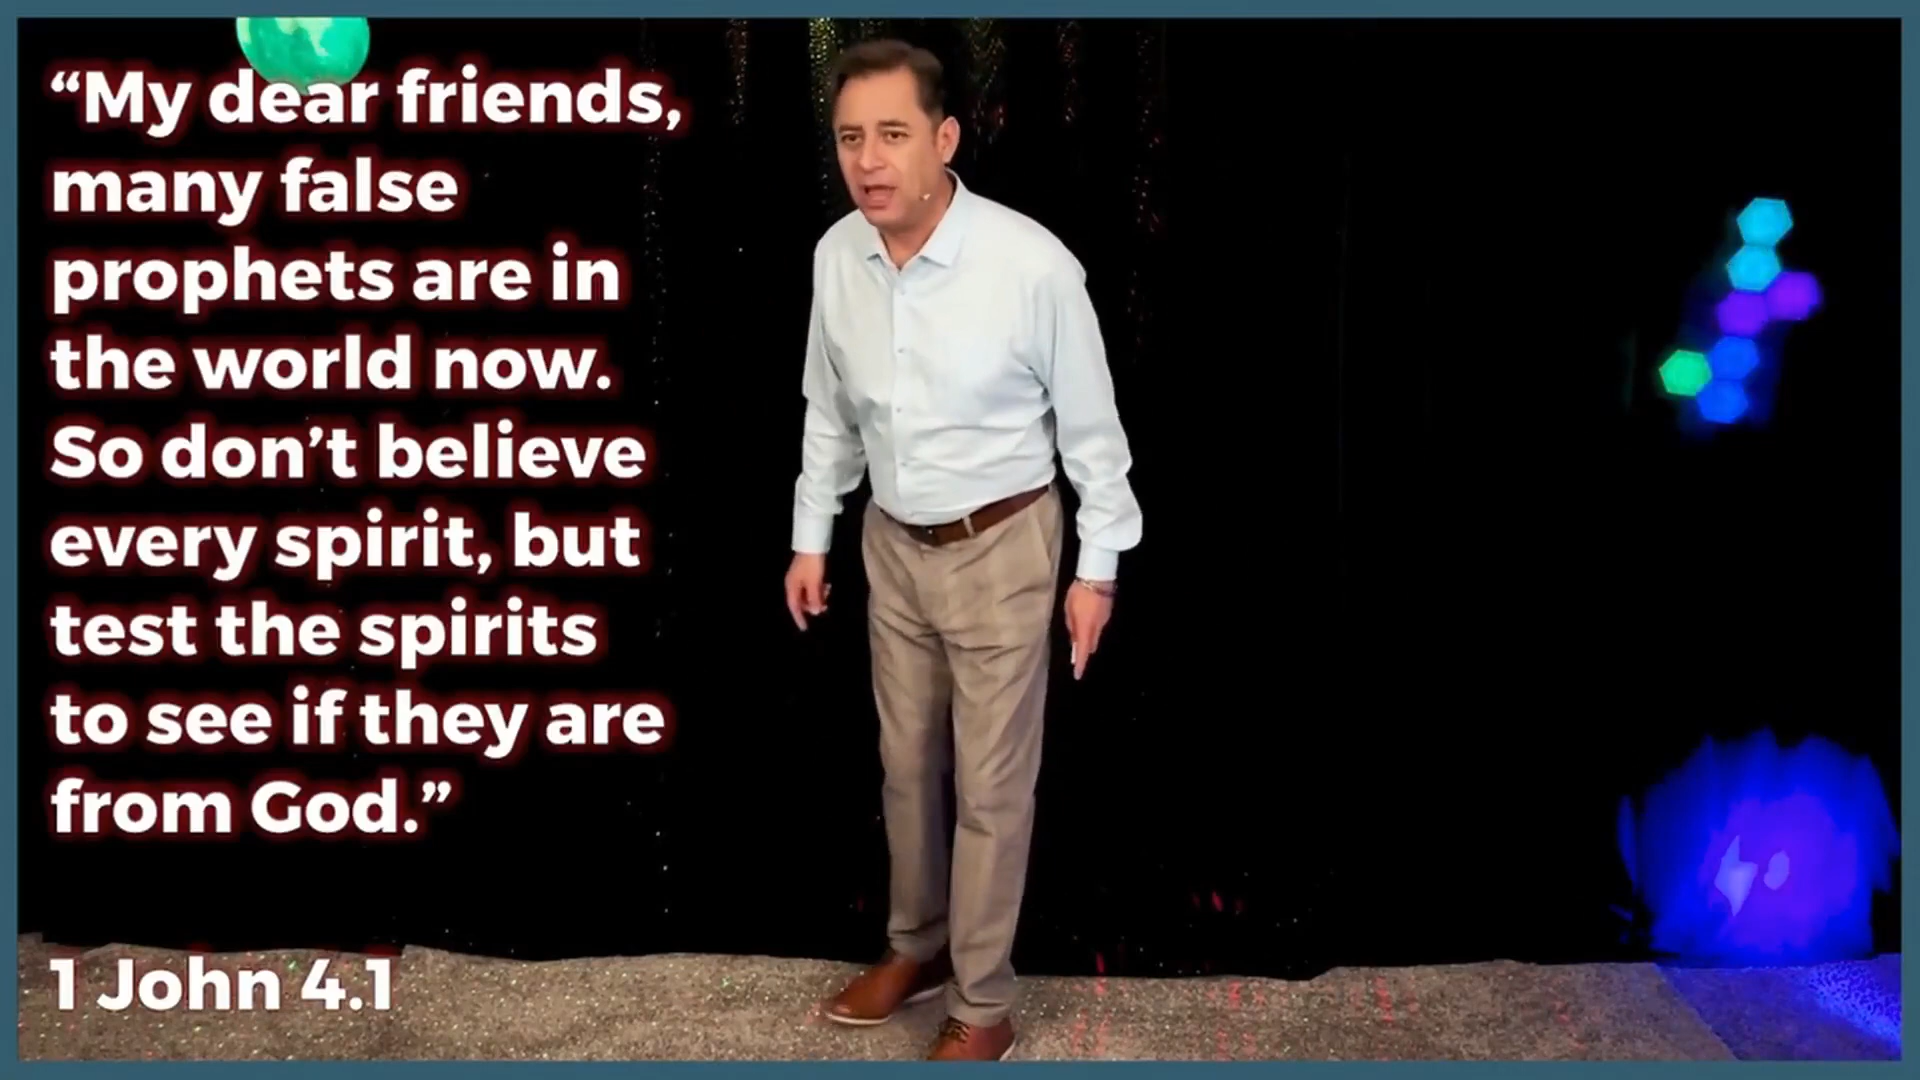 “My dear friends,
many false
prophets are in
the world now.
So don’t believe
every spirit, but
test the spirits
to see if they are
from God.”
1 John 4.1